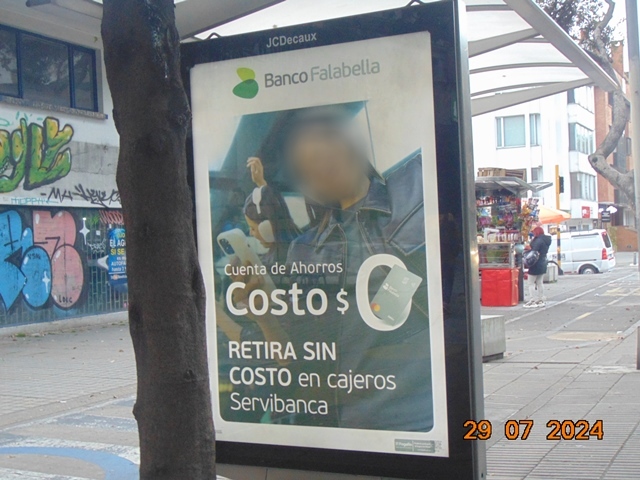 JCDecaux
Banco Falabella
Cuenta de Ahorros
Costo $0
RETIRA SIN
COSTO en cajeros
Servibanca
29 07 2024